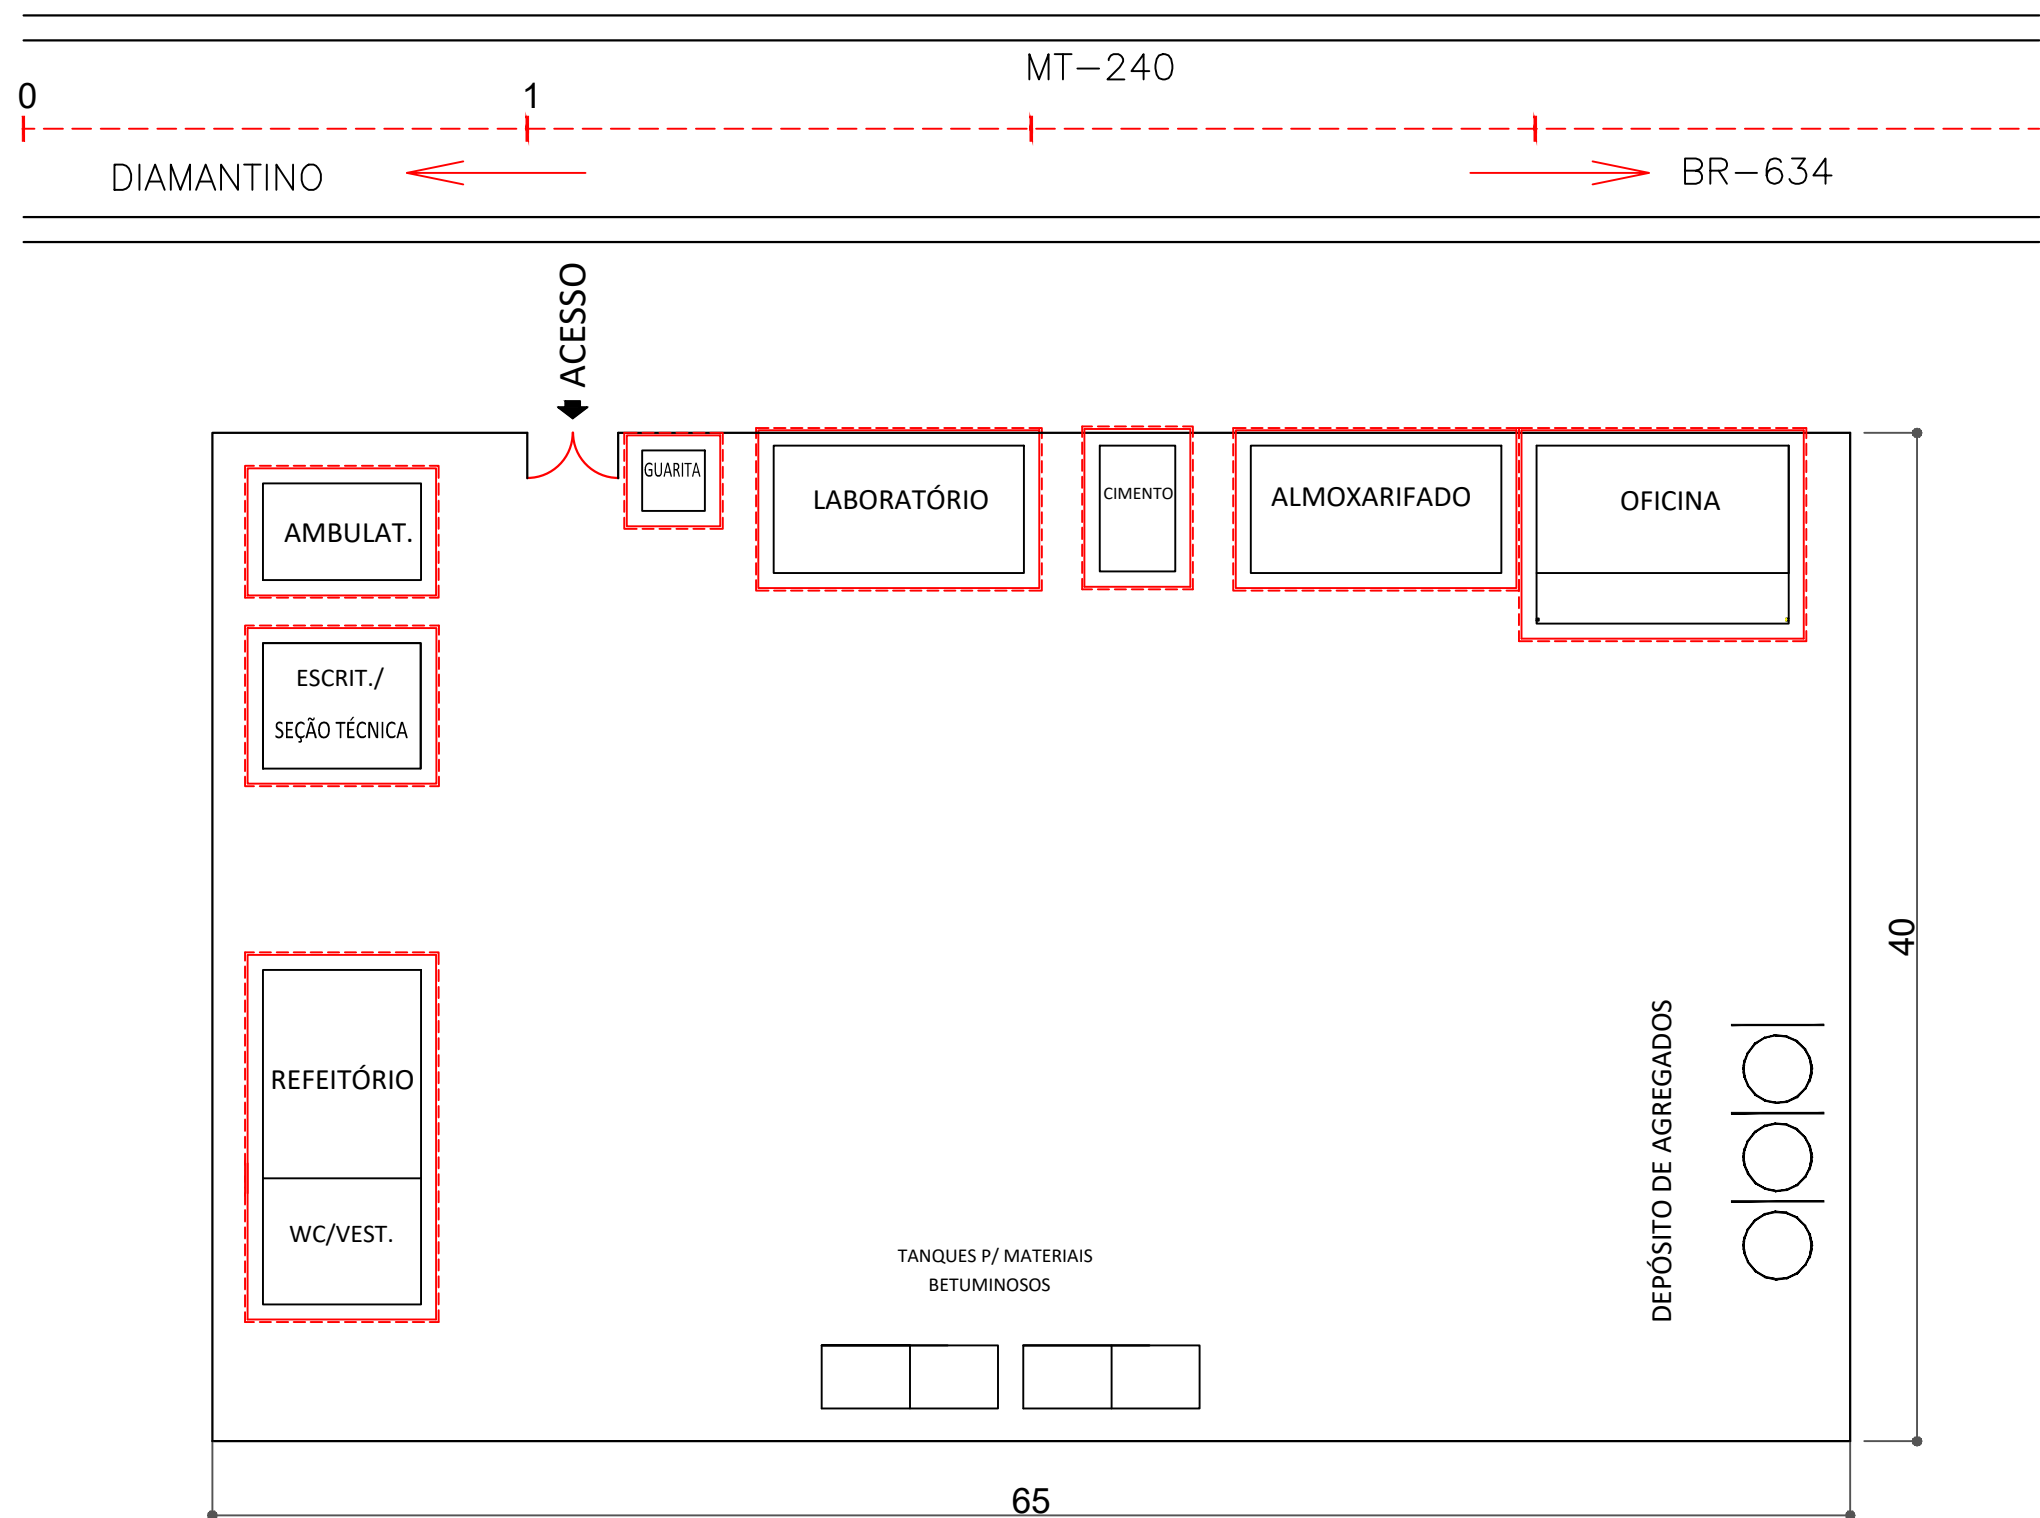 MT-240
0
1
DIAMANTINO
BR-634
ACESSO
GUARITA
LABORATÓRIO
CIMENTO
ALMOXARIFADO
OFICINA
AMBULAT.
ESCRIT./
SEÇÃO TÉCNICA
40
REFEITÓRIO
DEPÓSITO DE AGREGADOS
WC/VEST.
TANQUES P/ MATERIAIS
BETUMINOSOS
65